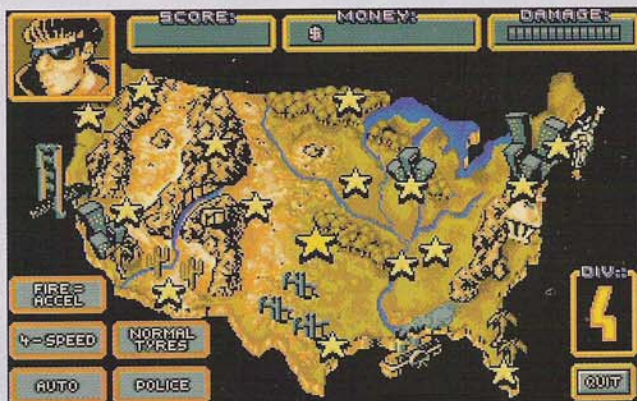 SCORE: MONEY: DAMAGE:
$
FIRE=
ACCEL
4-SPEED NORMAL
TYRES
AUTO POLICE
DIV::
4
QUIT